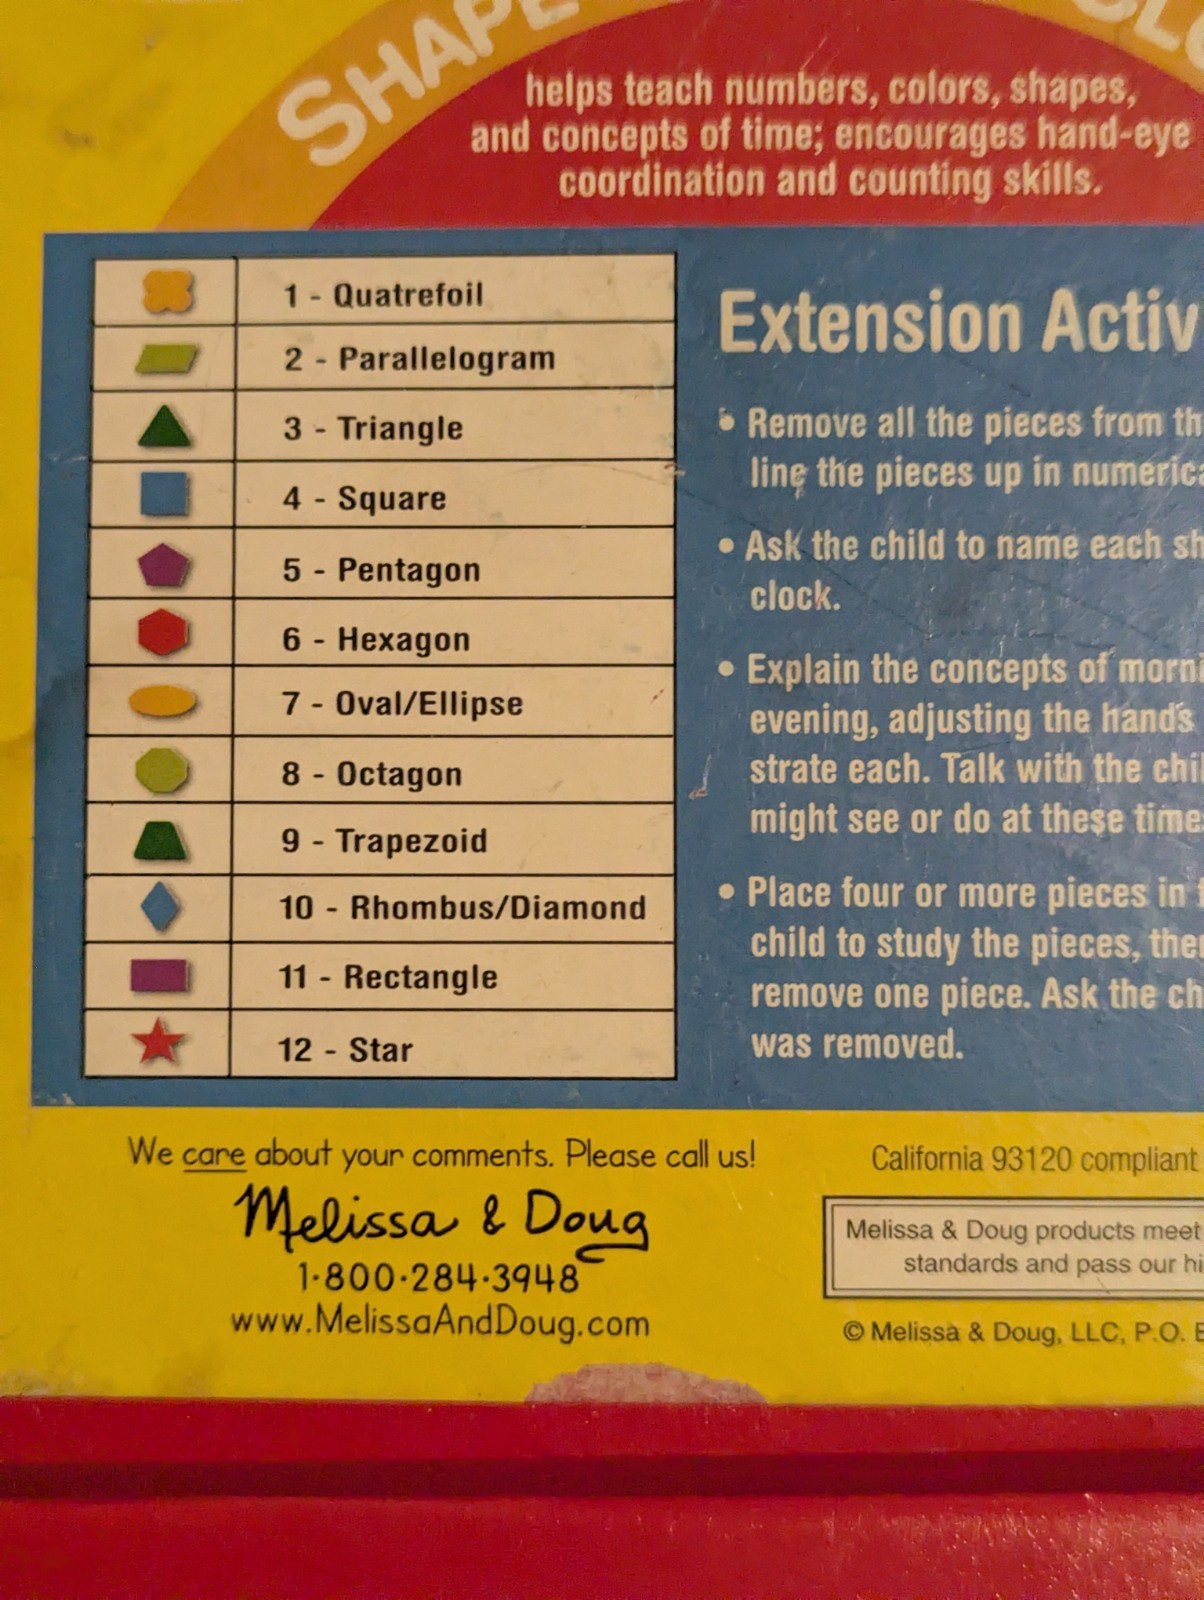 SHAPE
CLO
helps teach numbers, colors, shapes,
and concepts of time; encourages hand-eye
coordination and counting skills.
1 - Quatrefoil
2 - Parallelogram
3 - Triangle
4 - Square
5 - Pentagon
6 - Hexagon
7 - Oval/Ellipse
8 - Octagon
9 - Trapezoid
10 - Rhombus/Diamond
11 - Rectangle
12 - Star
Extension Activ
• Remove all the pieces from th
line the pieces up in numerica
• Ask the child to name each sh
clock.
• Explain the concepts of morni
evening, adjusting the hands
strate each. Talk with the chil
might see or do at these time
• Place four or more pieces in f
child to study the pieces, the
remove one piece. Ask the ch
was removed.
We care about your comments. Please call us!
Melissa & Doug
1·800·284·3948
www.MelissaAndDoug.com
California 93120 compliant
Melissa & Doug products meet
standards and pass our hi
© Melissa & Doug, LLC, P.O. B